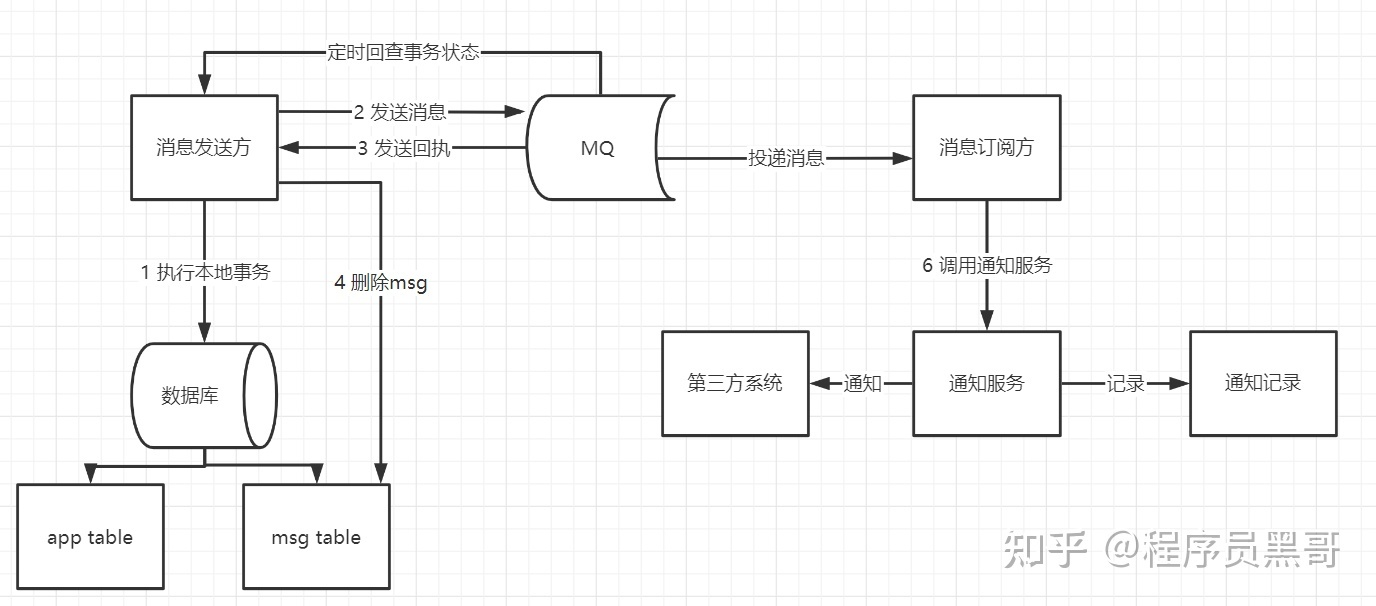 定时回查事务状态
消息发送方
2 发送消息
3 发送回执
MQ
投递消息
消息订阅方
1 执行本地事务
4 删除msg
6 调用通知服务
数据库
第三方系统
通知
通知服务
记录
通知记录
app table
msg table
知乎 @程序员黑哥